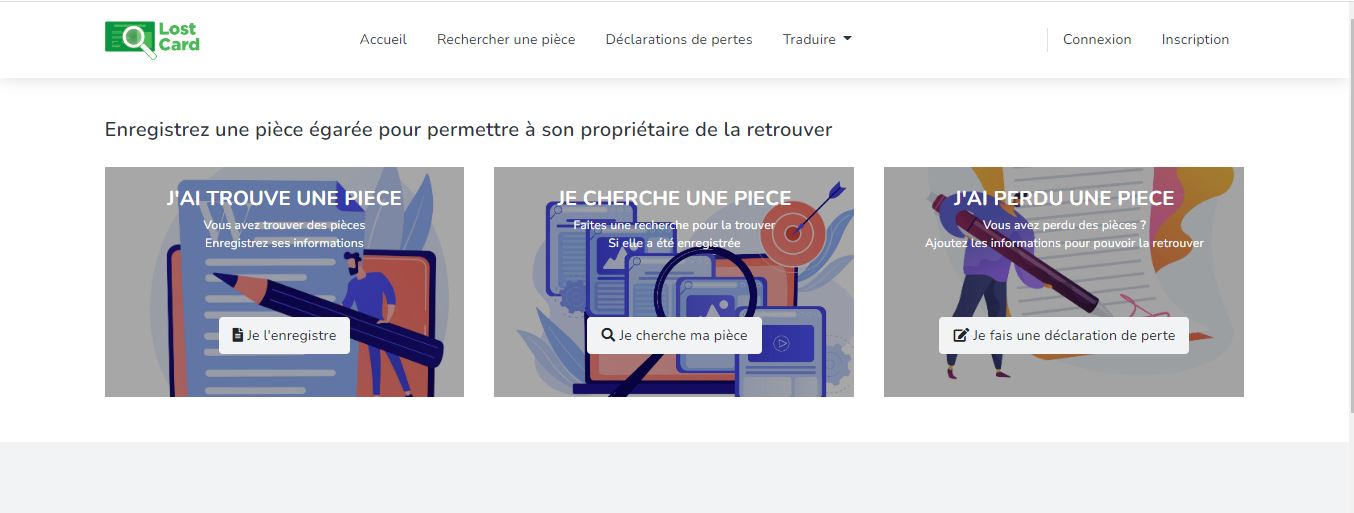 Lost
Card
Accueil Rechercher une pièce Déclarations de pertes Traduire Connexion Inscription
Enregistrez une pièce égarée pour permettre à son propriétaire de la retrouver
J'AI TROUVE UNE PIECE
Vous avez trouver des pièces
Enregistrez ses informations
Je l'enregistre
JE CHERCHE UNE PIECE
Faites une recherche pour la trouver
Si elle a été enregistrée
Je cherche ma pièce
J'AI PERDU UNE PIECE
Vous avez perdu des pièces ?
Ajoutez les informations pour pouvoir la retrouver
Je fais une déclaration de perte